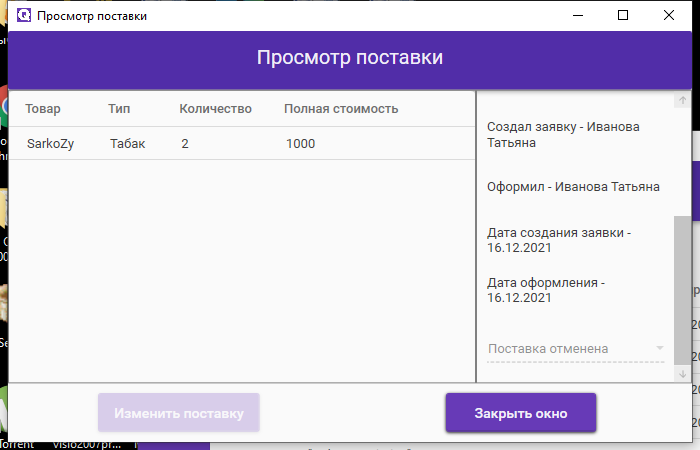 Просмотр поставки
Просмотр поставки
Товар Тип Количество Полная стоимость
SarkoZy Табак 2 1000
Создал заявку - Иванова
Татьяна
Оформил - Иванова Татьяна
Дата создания заявки -
16.12.2021
Дата оформления -
16.12.2021
Поставка отменена
Изменить поставку
Закрыть окно